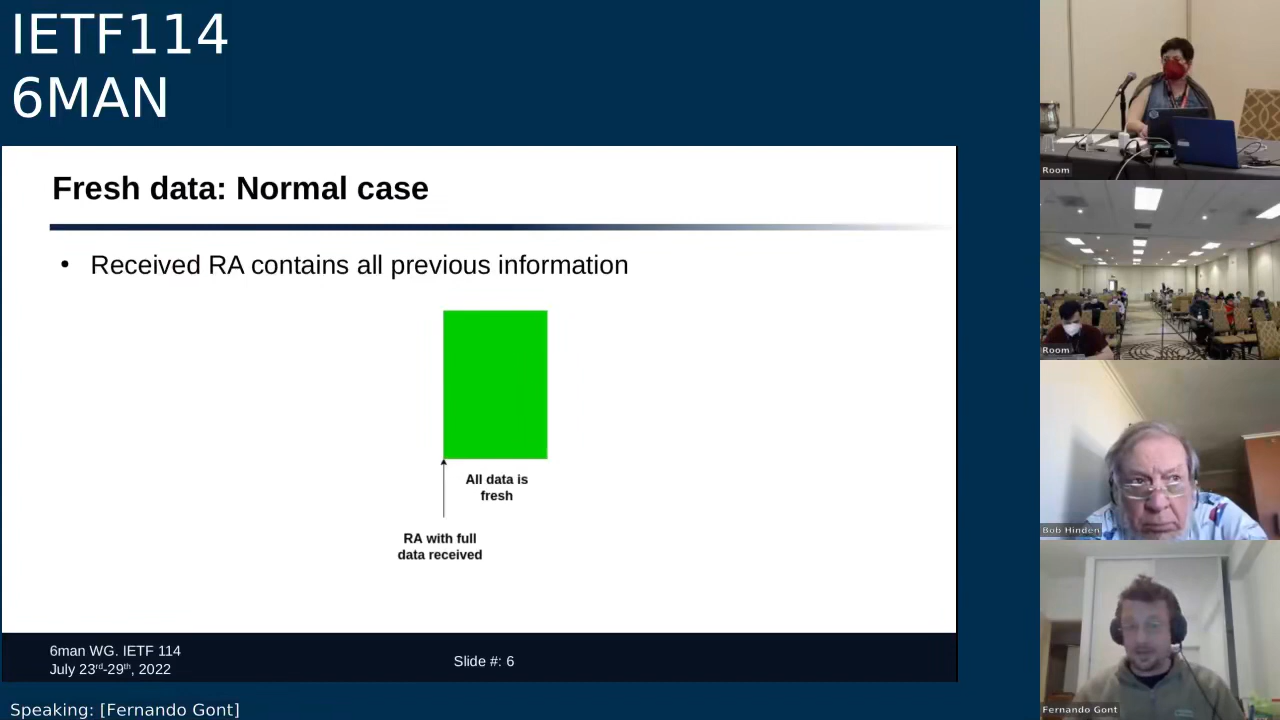 IETF114
6MAN
Fresh data: Normal case
• Received RA contains all previous information
All data is
fresh
RA with full
data received
6man WG. IETF 114
July 23rd-29th, 2022
Slide #: 6
Speaking: [Fernando Gont]
Room
Room
Bob Hinden
Fernando Gont